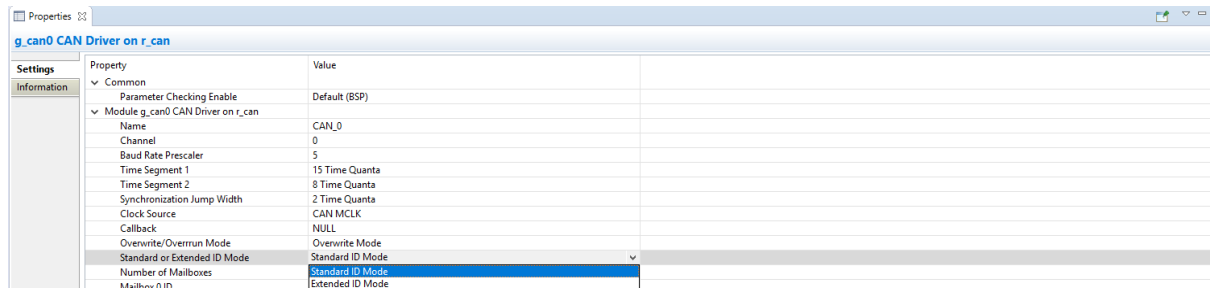 Properties
g_can0 CAN Driver on r_can
Settings
Information
Property Value
Common
Parameter Checking Enable Default (BSP)
Module g_can0 CAN Driver on r_can
Name CAN_0
Channel 0
Baud Rate Prescaler 5
Time Segment 1 15 Time Quanta
Time Segment 2 8 Time Quanta
Synchronization Jump Width 2 Time Quanta
Clock Source CAN MCLK
Callback NULL
Overwrite/Overrrun Mode Overwrite Mode
Standard or Extended ID Mode Standard ID Mode
Number of Mailboxes Standard ID Mode
Mailbox 0 ID Extended ID Mode